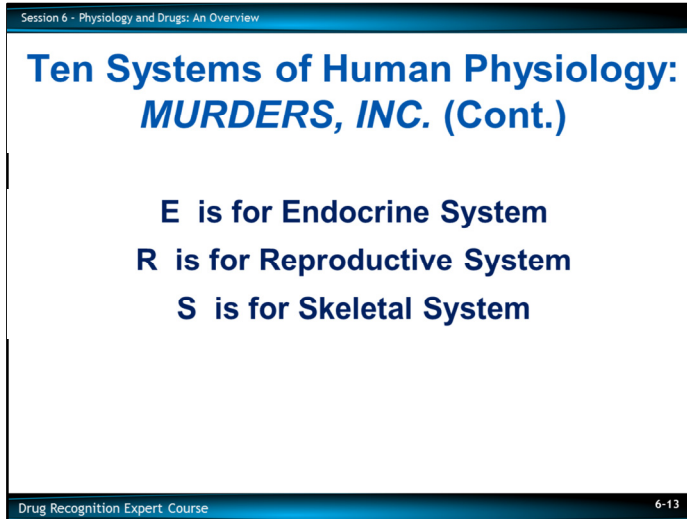 Session 6 - Physiology and Drugs: An Overview
Ten Systems of Human Physiology:
MURDERS, INC. (Cont.)
E is for Endocrine System
R is for Reproductive System
S is for Skeletal System
Drug Recognition Expert Course
6-13